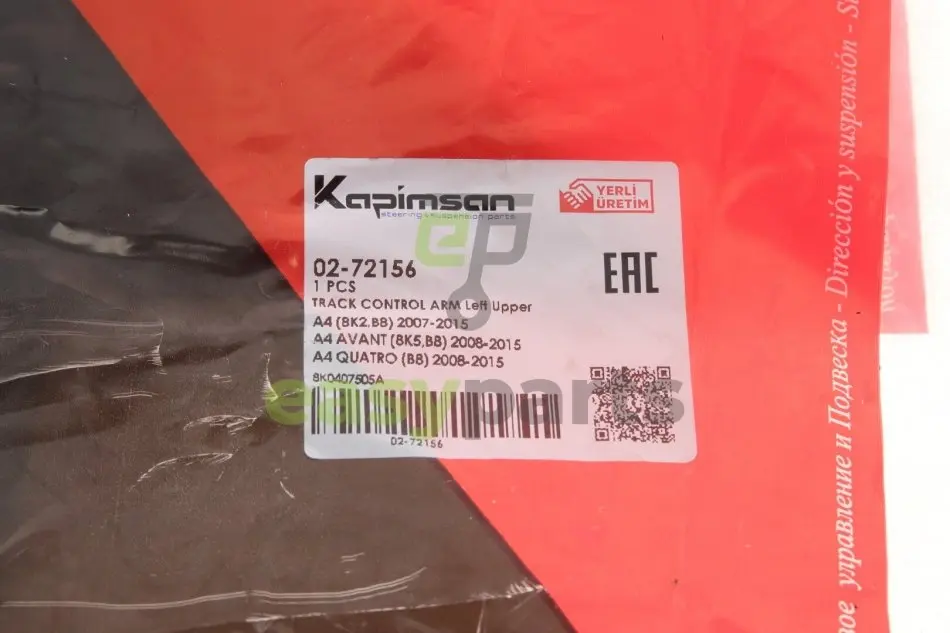 Kapimsan
steering & suspension parts
YERLİ
ÜRETİM
ep
02-72156
1 PCS
EAC
TRACK CONTROL ARM Left Upper
A4 (8K2,B8) 2007-2015
A4 AVANT (8K5,B8) 2008-2015
A4 QUATRO (B8) 2008-2015
8K0407505A
easyparts
02-72156
управление и Подвеска - Dirección y suspensión -